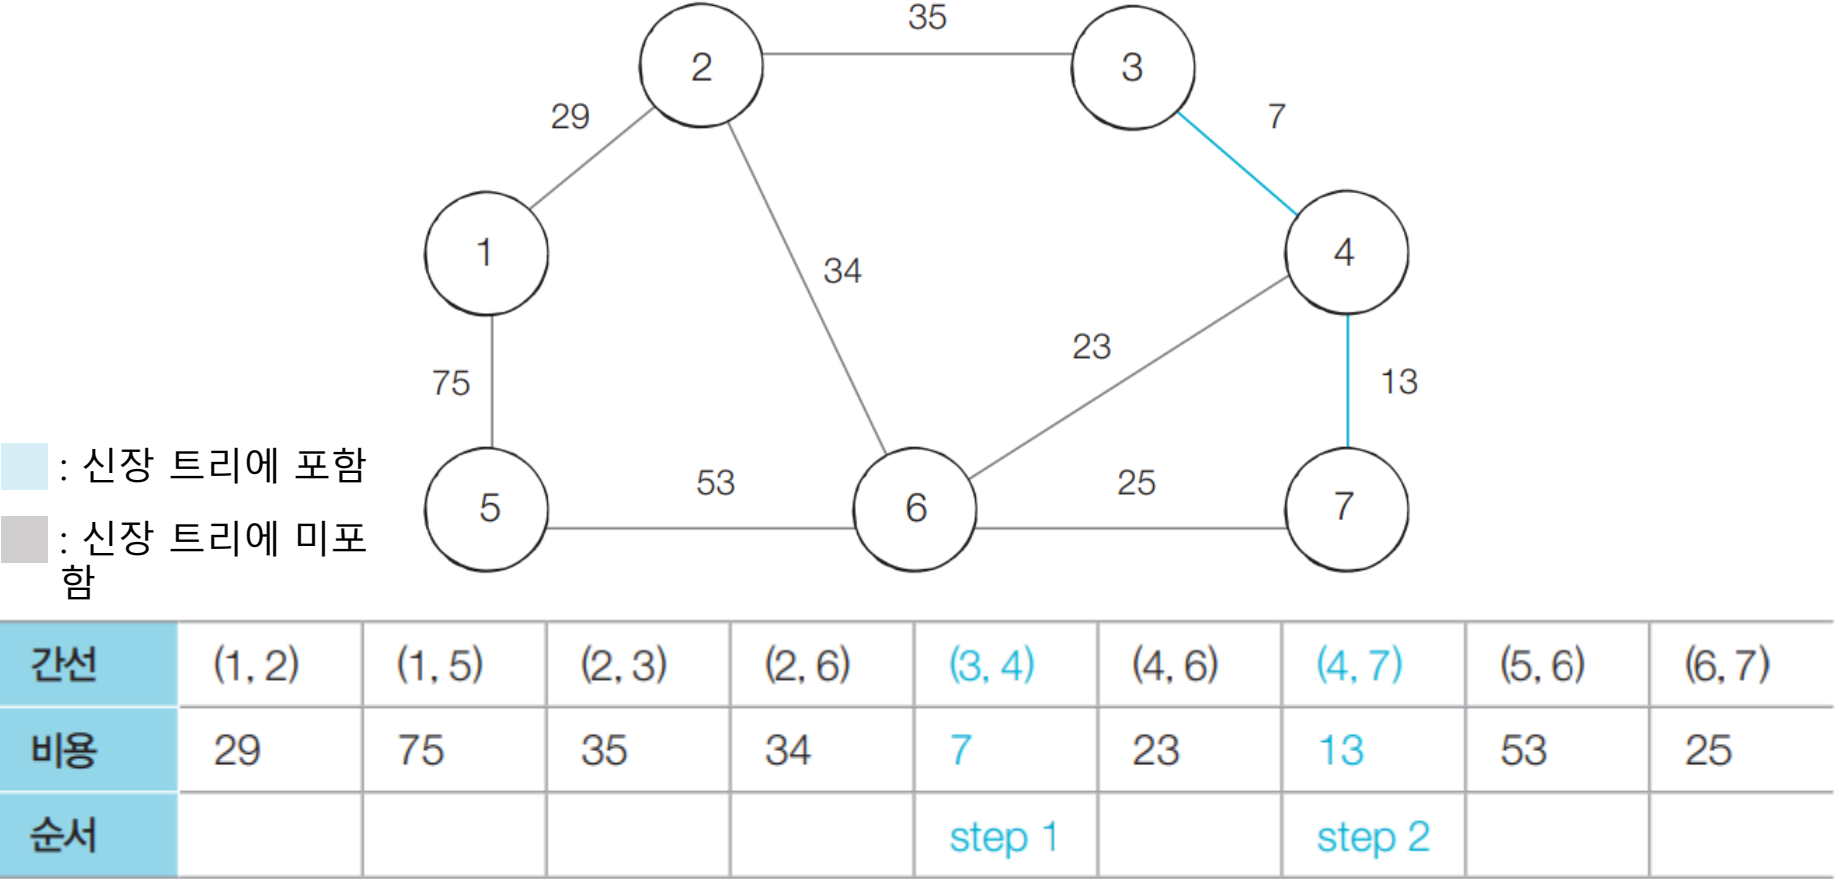 35
2
3
29
7
1
4
34
23
75
13
: 신장 트리에 포함
53
25
5
6
7
: 신장 트리에 미포
함
간선 (1, 2) (1, 5) (2, 3) (2, 6) (3, 4) (4, 6) (4, 7) (5, 6) (6, 7)
비용 29 75 35 34 7 23 13 53 25
순서 step 1 step 2